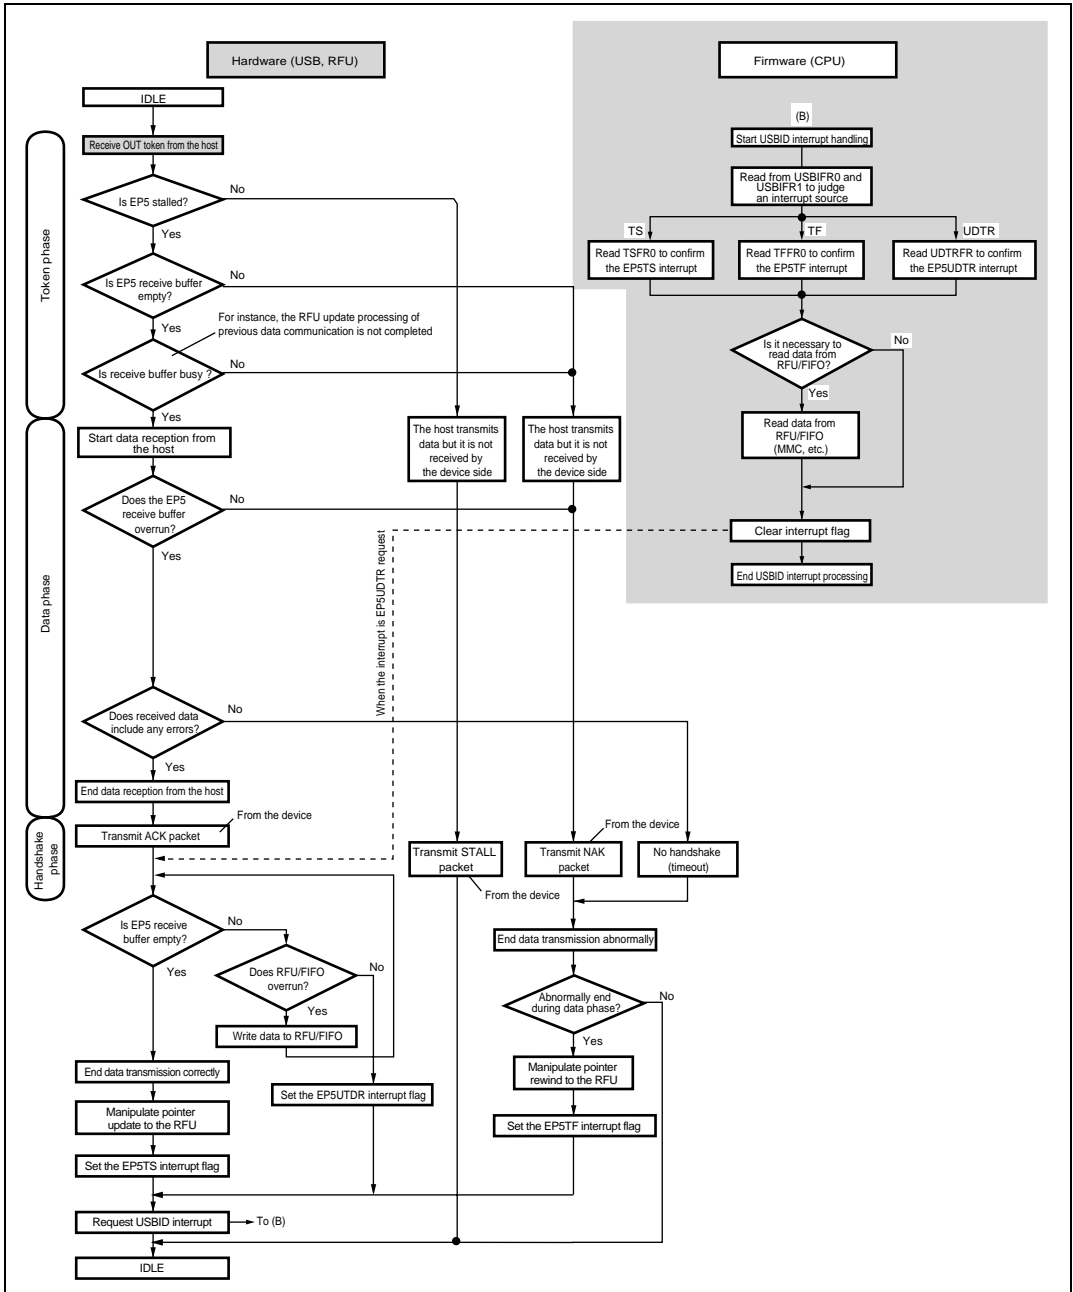 Hardware (USB, RFU)
Firmware (CPU)
IDLE
Token phase
Receive OUT token from the host
Is EP5 stalled?
No
Yes
Is EP5 receive buffer
empty?
No
Yes
For instance, the RFU update processing of
previous data communication is not completed
Is receive buffer busy ?
No
Yes
Data phase
Start data reception from
the host
The host transmits
data but it is not
received by
the device side
The host transmits
data but it is not
received by
the device side
Does the EP5
receive buffer
overrun?
No
Yes
When the interrupt is EP5UDTR request
Does received data
include any errors?
No
Yes
End data reception from the host
Handshake
phase
From the device
Transmit ACK packet
Transmit STALL
packet
From the device
From the device
Transmit NAK
packet
No handshake
(timeout)
Is EP5 receive
buffer empty?
No
Yes
Does RFU/FIFO
overrun?
No
Yes
Write data to RFU/FIFO
End data transmission abnormally
Abnormally end
during data phase?
No
Yes
End data transmission correctly
Manipulate pointer
rewind to the RFU
Set the EP5UTDR interrupt flag
Manipulate pointer
update to the RFU
Set the EP5TF interrupt flag
Set the EP5TS interrupt flag
Request USBID interrupt
To (B)
IDLE
(B)
Start USBID interrupt handling
Read from USBIFR0 and
USBIFR1 to judge
an interrupt source
TS
TF
UDTR
Read TSFR0 to confirm
the EP5TS interrupt
Read TFFR0 to confirm
the EP5TF interrupt
Read UDTRFR to confirm
the EP5UDTR interrupt
Is it necessary to
read data from
RFU/FIFO?
No
Yes
Read data from
RFU/FIFO
(MMC, etc.)
Clear interrupt flag
End USBID interrupt processing